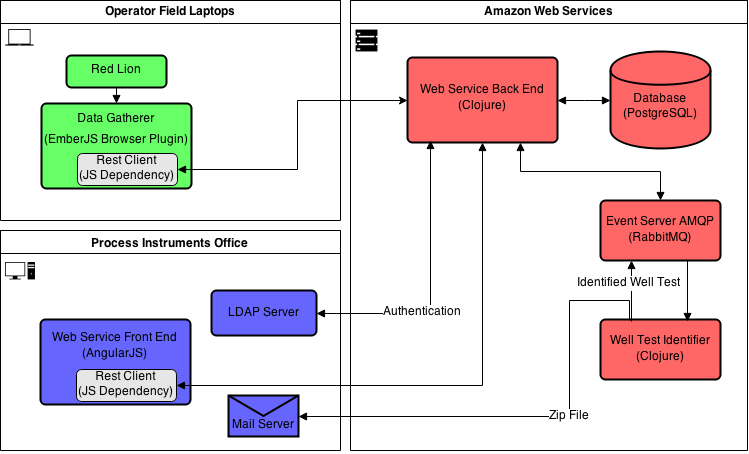 Operator Field Laptops
Red Lion
Data Gatherer
(EmberJS Browser Plugin)
Rest Client
(JS Dependency)
Process Instruments Office
LDAP Server
Web Service Front End
(AngularJS)
Rest Client
(JS Dependency)
Mail Server
Amazon Web Services
Web Service Back End
(Clojure)
Database
(PostgreSQL)
Event Server AMQP
(RabbitMQ)
Identified Well Test
Authentication
Well Test Identifier
(Clojure)
Zip File